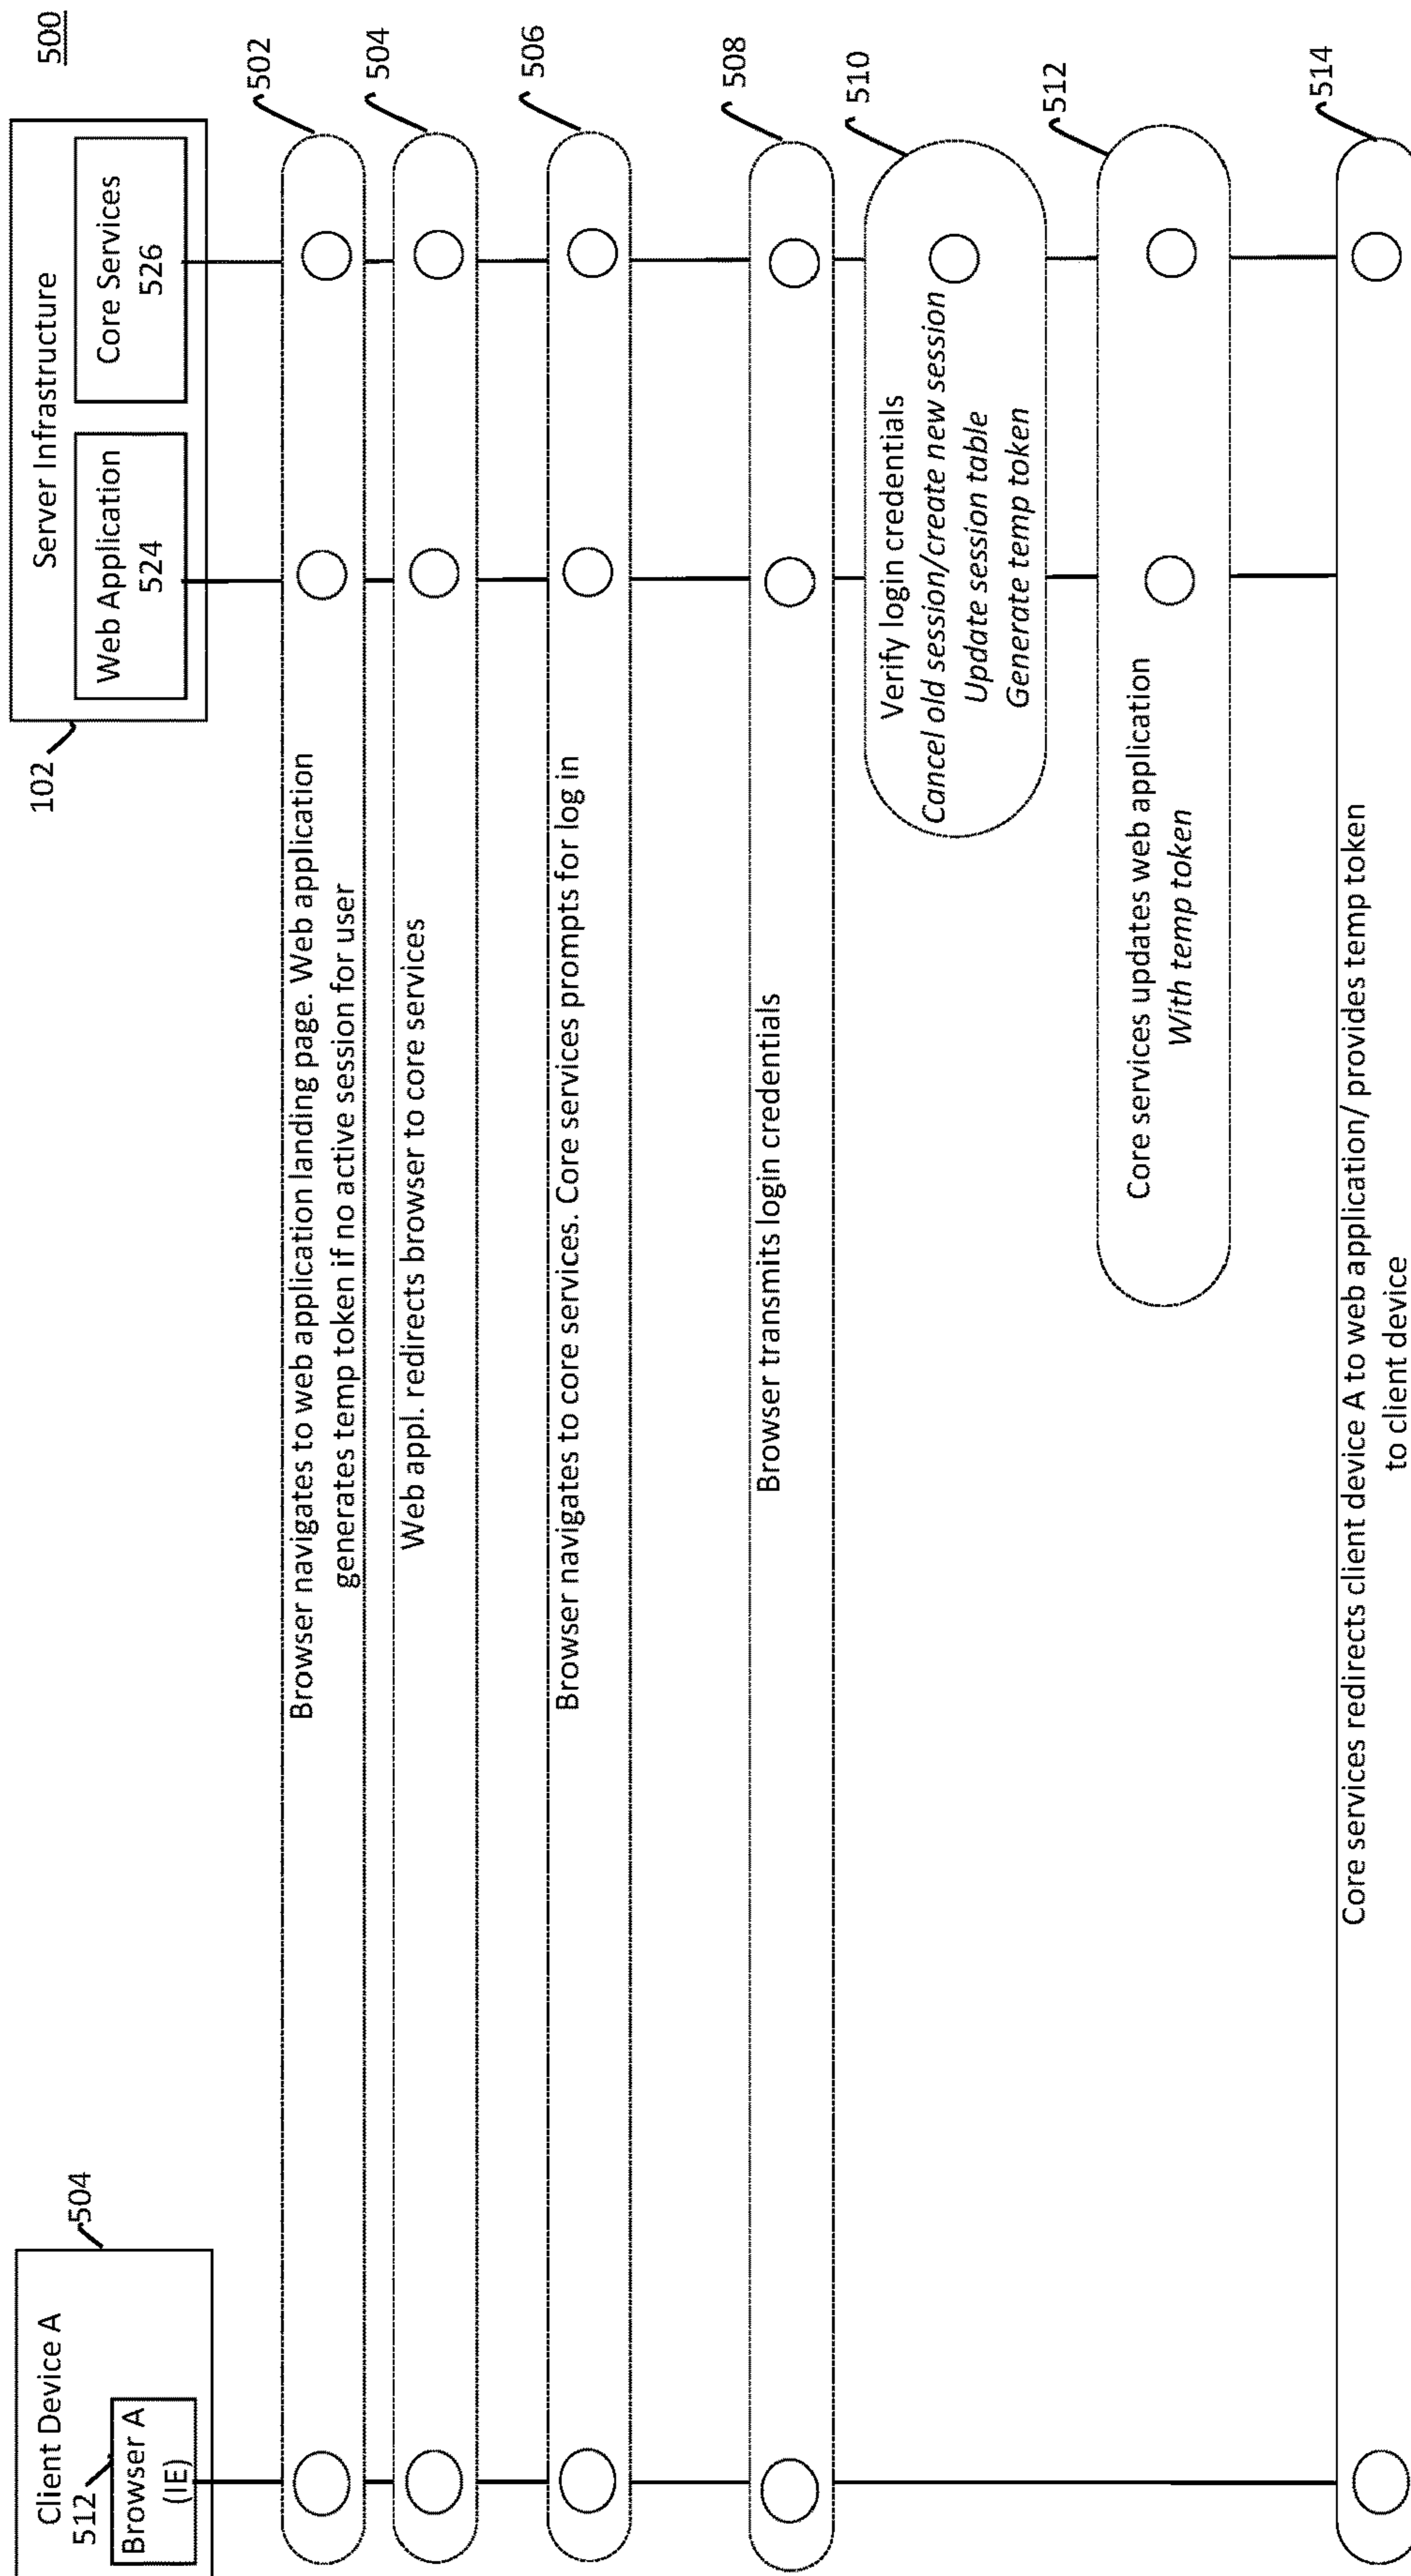 500
Client Device A
504
512
Browser A
(IE)
Server Infrastructure
102
Web Application
524
Core Services
526
Browser navigates to web application landing page. Web application
generates temp token if no active session for user
502
Web appl. redirects browser to core services
504
Browser navigates to core services. Core services prompts for log in
506
Browser transmits login credentials
508
Verify login credentials
Cancel old session/create new session
Update session table
Generate temp token
510
Core services updates web application
With temp token
512
Core services redirects client device A to web application/ provides temp token
to client device
514